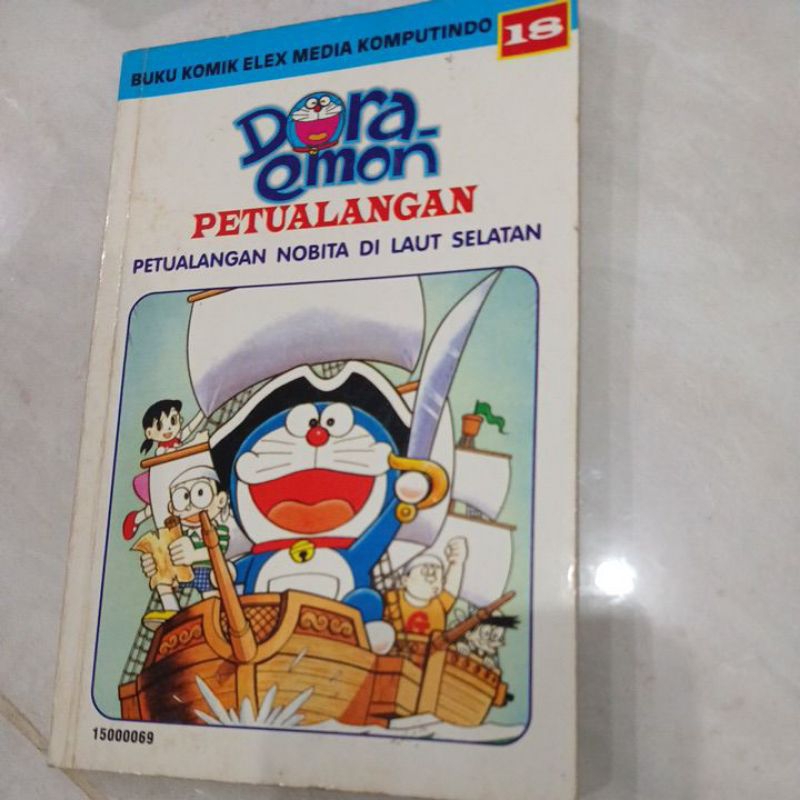 BUKU KOMIK ELEX MEDIA KOMPUTINDO 18
Dora
emon
PETUALANGAN
PETUALANGAN NOBITA DI LAUT SELATAN
G
15000069